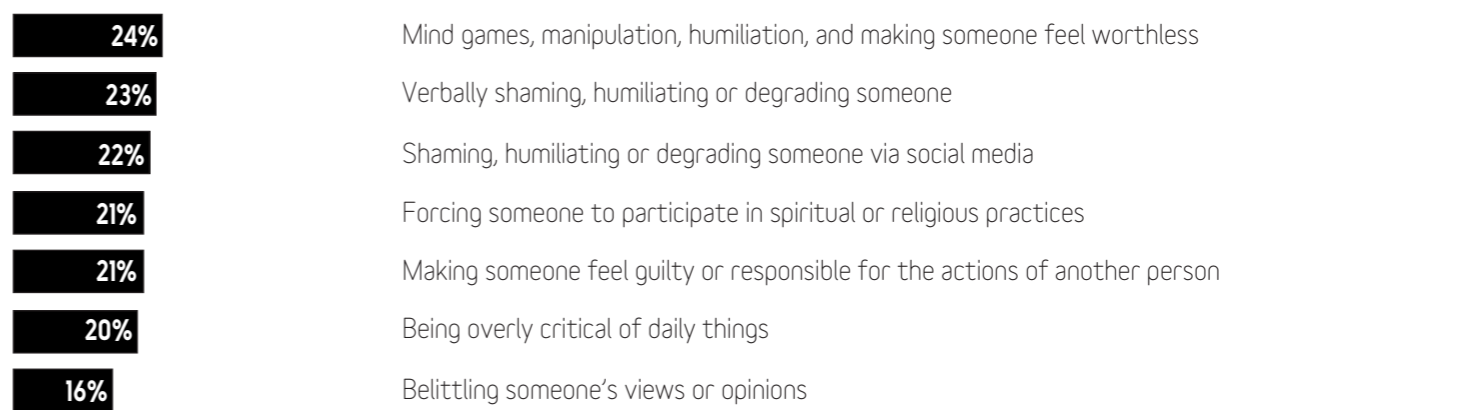 24% Mind games, manipulation, humiliation, and making someone feel worthless
23% Verbally shaming, humiliating or degrading someone
22% Shaming, humiliating or degrading someone via social media
21% Forcing someone to participate in spiritual or religious practices
21% Making someone feel guilty or responsible for the actions of another person
20% Being overly critical of daily things
16% Belittling someone’s views or opinions